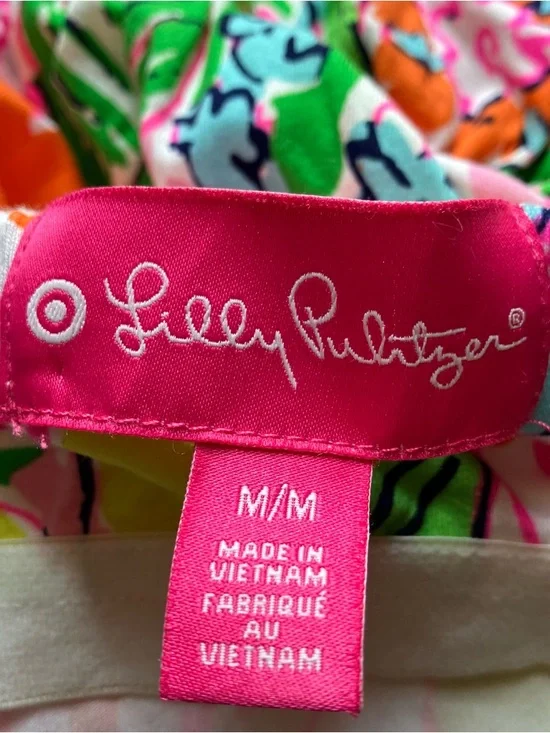 Lilly Pulitzer®
M/M
MADE IN
VIETNAM
FABRIQUÉ
AU
VIETNAM